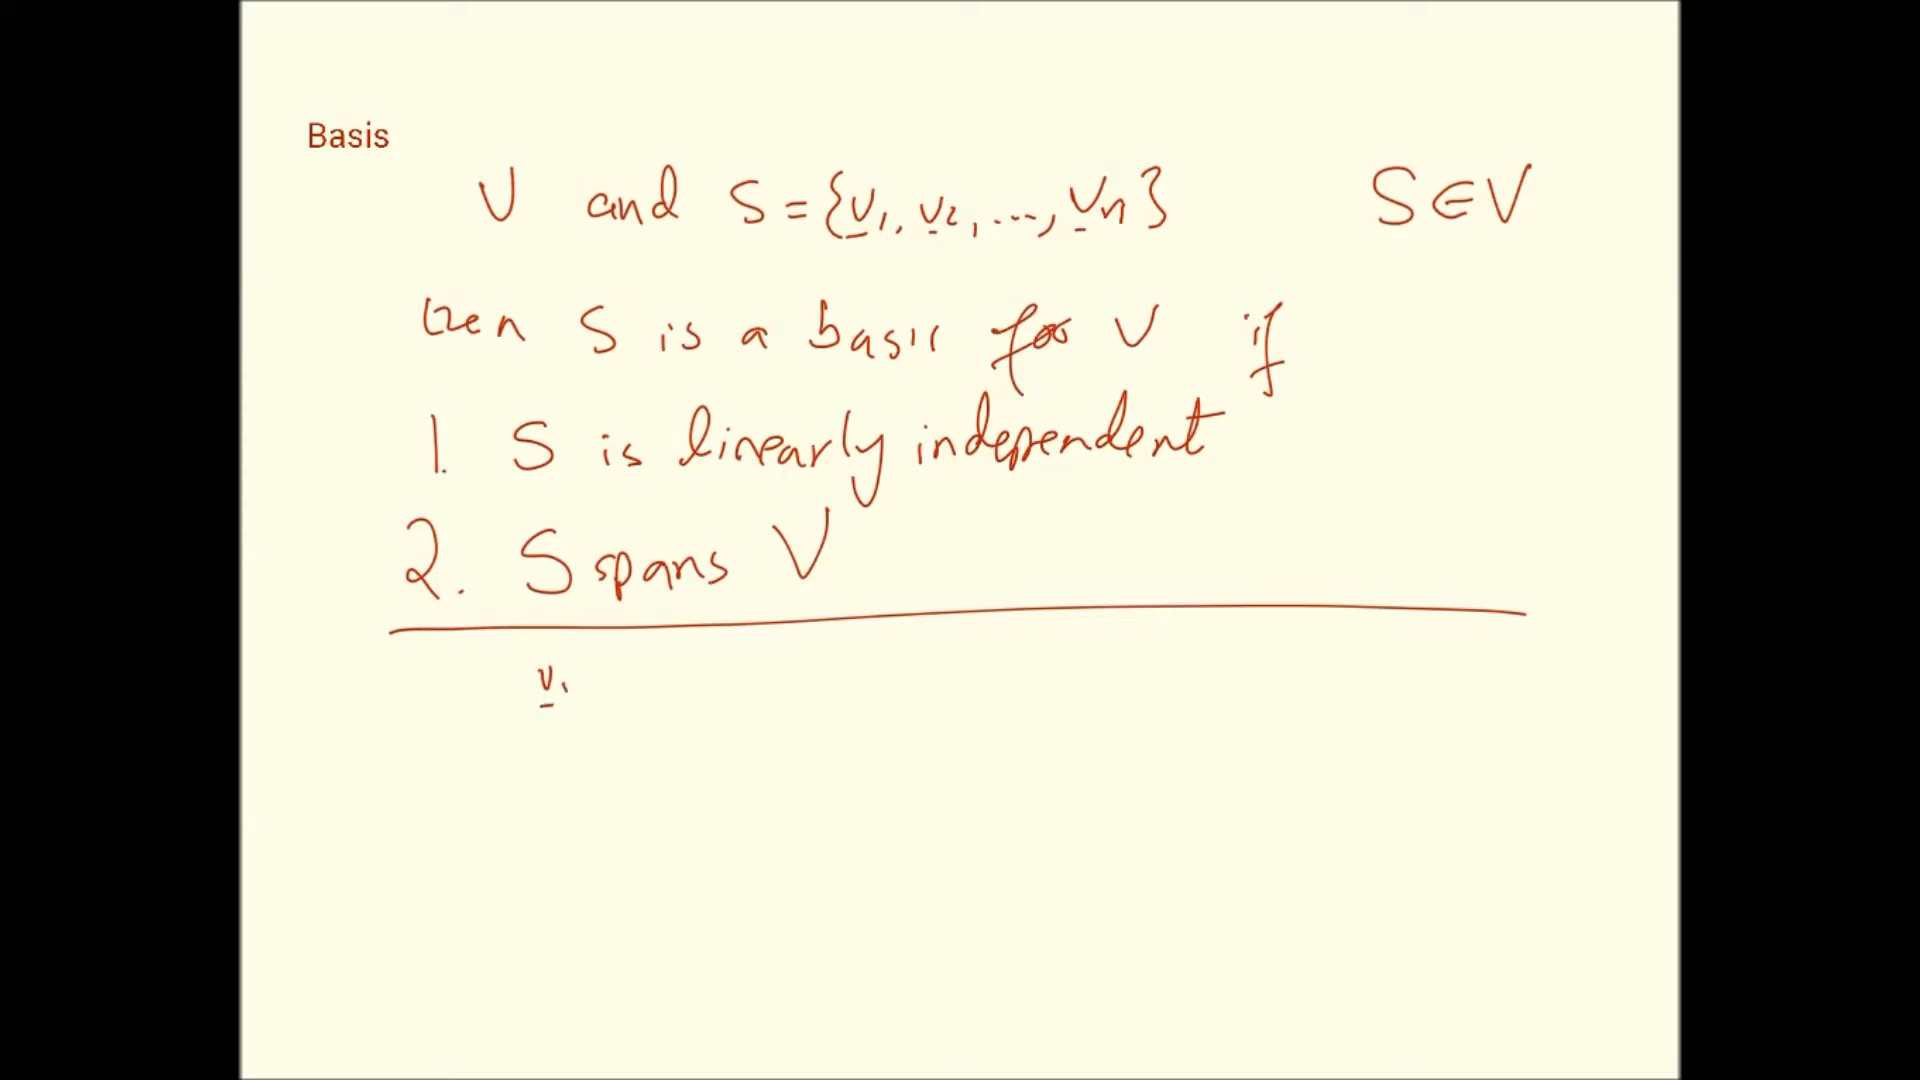 Basis
V and S = {v₁, v₂, ..., vₙ} S ∈ V
then S is a basis for V if
1. S is linearly independent
2. S spans V
v₁